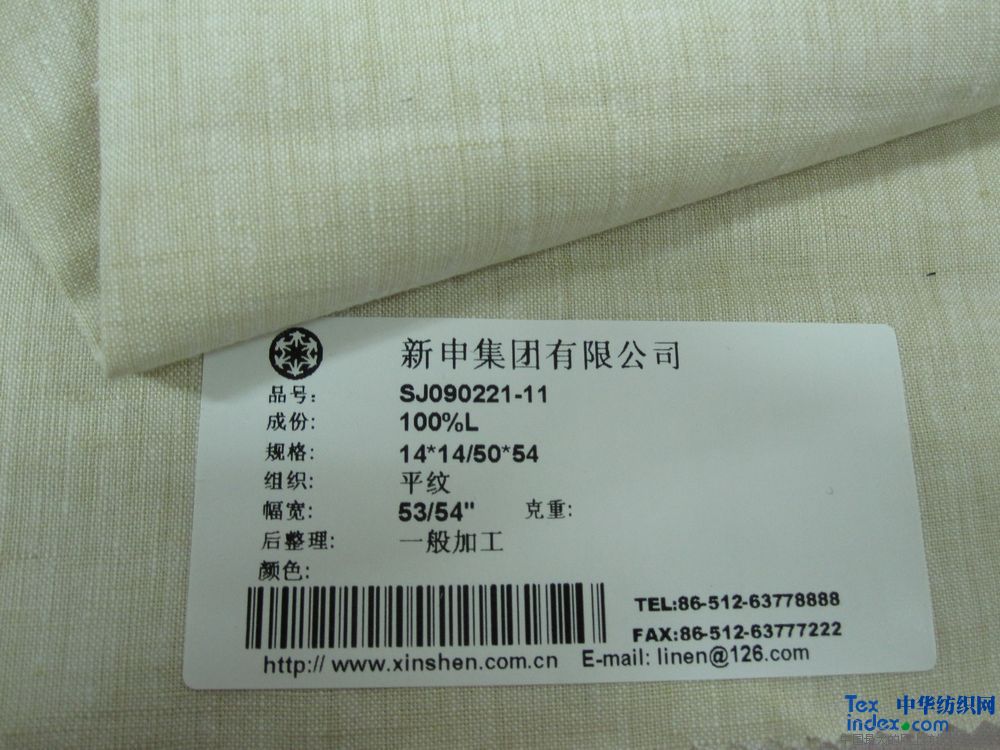 新申集团有限公司
品号: SJ090221-11
成份: 100%L
规格: 14*14/50*54
组织: 平纹
幅宽: 53/54" 克重:
后整理: 一般加工
颜色:
TEL:86-512-63778888
FAX:86-512-63777222
http:// www.xinshen.com.cn E-mail: linen@126.com
Tex 中华纺织网
index.com